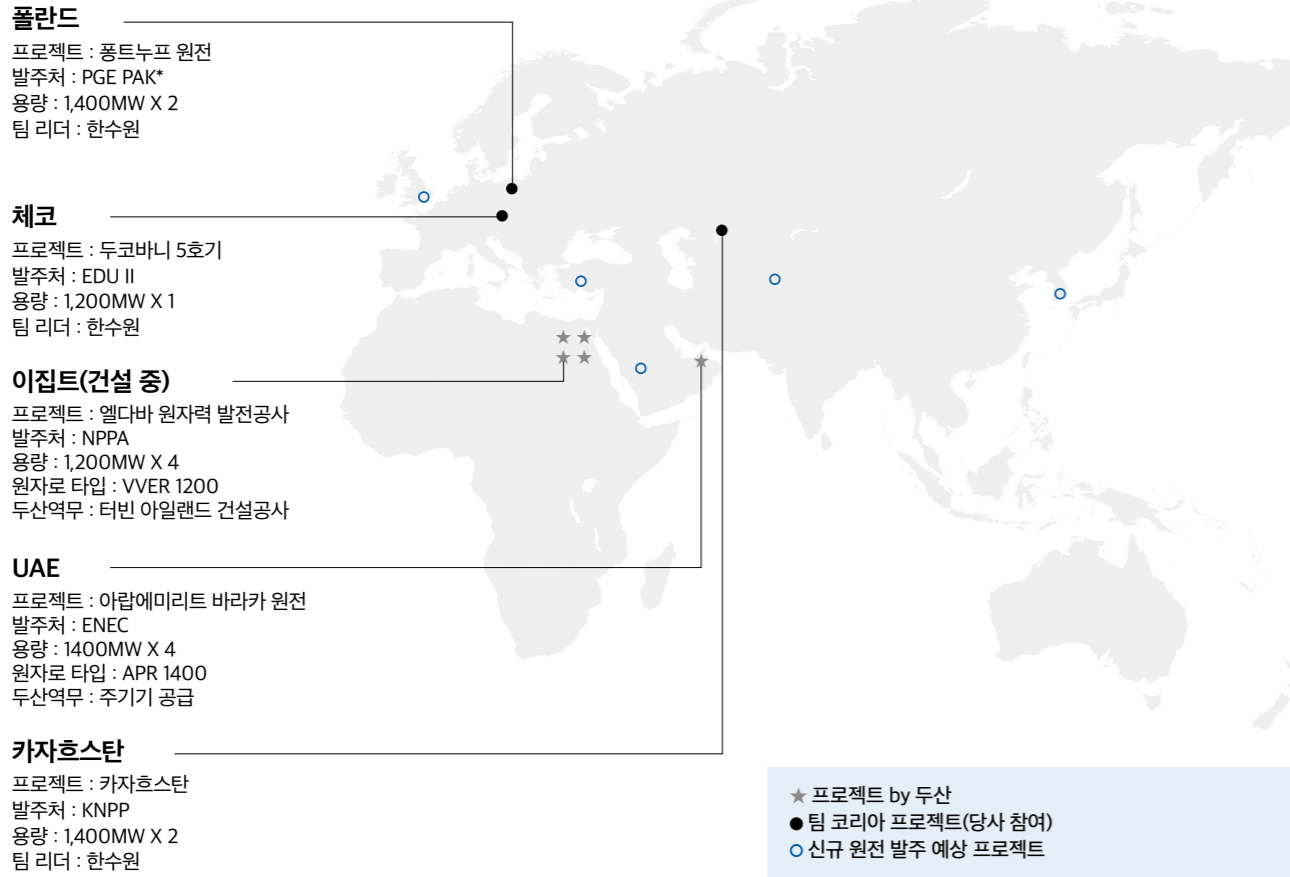 폴란드
프로젝트 : 퐁트누프 원전
발주처 : PGE PAK*
용량 : 1,400MW X 2
팀 리더 : 한수원
체코
프로젝트 : 두코바니 5호기
발주처 : EDU II
용량 : 1,200MW X 1
팀 리더 : 한수원
이집트(건설 중)
프로젝트 : 엘다바 원자력 발전공사
발주처 : NPPA
용량 : 1,200MW X 4
원자로 타입 : VVER 1200
두산역무 : 터빈 아일랜드 건설공사
UAE
프로젝트 : 아랍에미리트 바라카 원전
발주처 : ENEC
용량 : 1400MW X 4
원자로 타입 : APR 1400
두산역무 : 주기기 공급
카자흐스탄
프로젝트 : 카자흐스탄
발주처 : KNPP
용량 : 1,400MW X 2
팀 리더 : 한수원
★ 프로젝트 by 두산
● 팀 코리아 프로젝트(당사 참여)
○ 신규 원전 발주 예상 프로젝트